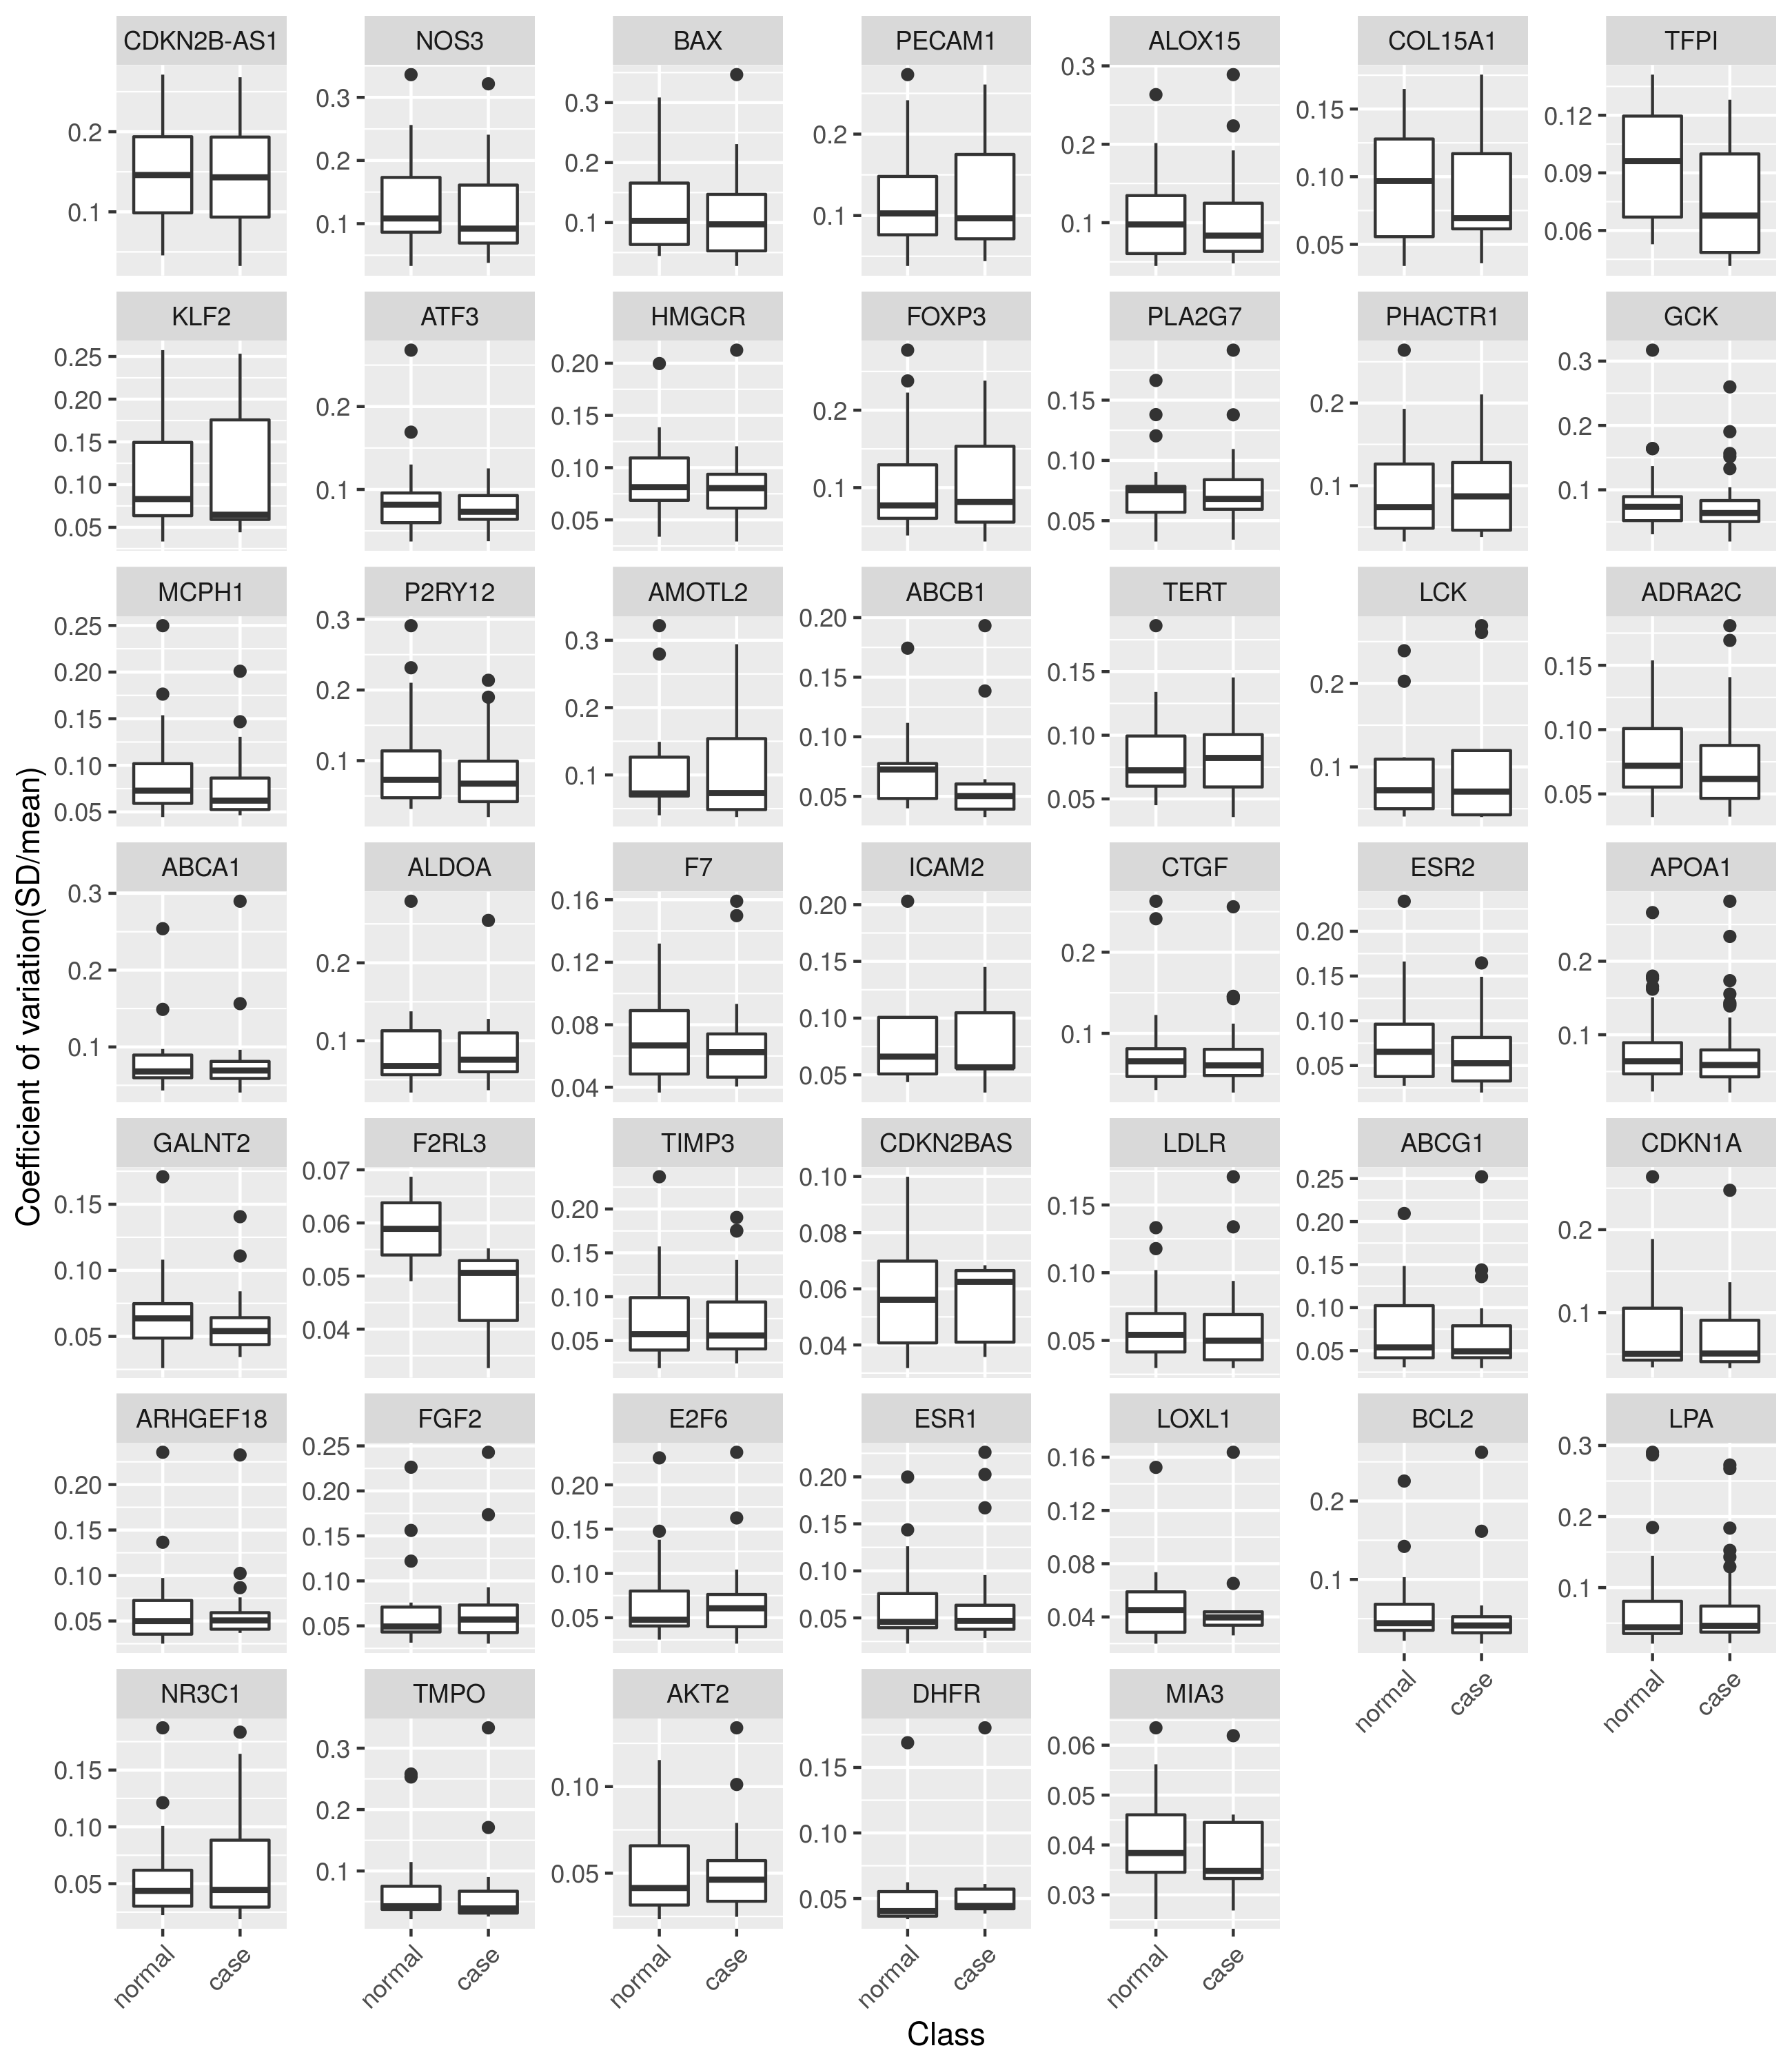 CDKN2B-AS1 NOS3 BAX PECAM1 ALOX15 COL15A1 TFPI
0.2 0.1 0.3 0.2 0.1 0.3 0.2 0.1 0.2 0.1 0.3 0.2 0.1 0.15 0.10 0.05 0.12 0.09 0.06
KLF2 ATF3 HMGCR FOXP3 PLA2G7 PHACTR1 GCK
0.25 0.20 0.15 0.10 0.05 0.2 0.1 0.20 0.15 0.10 0.05 0.2 0.1 0.15 0.10 0.05 0.2 0.1 0.3 0.2 0.1
MCPH1 P2RY12 AMOTL2 ABCB1 TERT LCK ADRA2C
0.25 0.20 0.15 0.10 0.05 0.3 0.2 0.1 0.3 0.2 0.1 0.20 0.15 0.10 0.05 0.15 0.10 0.05 0.2 0.1 0.15 0.10 0.05
Coefficient of variation(SD/mean)
ABCA1 ALDOA F7 ICAM2 CTGF ESR2 APOA1
0.3 0.2 0.1 0.2 0.1 0.16 0.12 0.08 0.04 0.20 0.15 0.10 0.05 0.2 0.1 0.20 0.15 0.10 0.05 0.2 0.1
GALNT2 F2RL3 TIMP3 CDKN2BAS LDLR ABCG1 CDKN1A
0.15 0.10 0.05 0.07 0.06 0.05 0.04 0.20 0.15 0.10 0.05 0.10 0.08 0.06 0.04 0.15 0.10 0.05 0.25 0.20 0.15 0.10 0.05 0.2 0.1
ARHGEF18 FGF2 E2F6 ESR1 LOXL1 BCL2 LPA
0.20 0.15 0.10 0.05 0.25 0.20 0.15 0.10 0.05 0.20 0.15 0.10 0.05 0.20 0.15 0.10 0.05 0.16 0.12 0.08 0.04 0.2 0.1 0.3 0.2 0.1
normal case normal case
NR3C1 TMPO AKT2 DHFR MIA3
0.15 0.10 0.05 0.3 0.2 0.1 0.10 0.05 0.15 0.10 0.05 0.06 0.05 0.04 0.03
normal case normal case normal case normal case normal case
Class